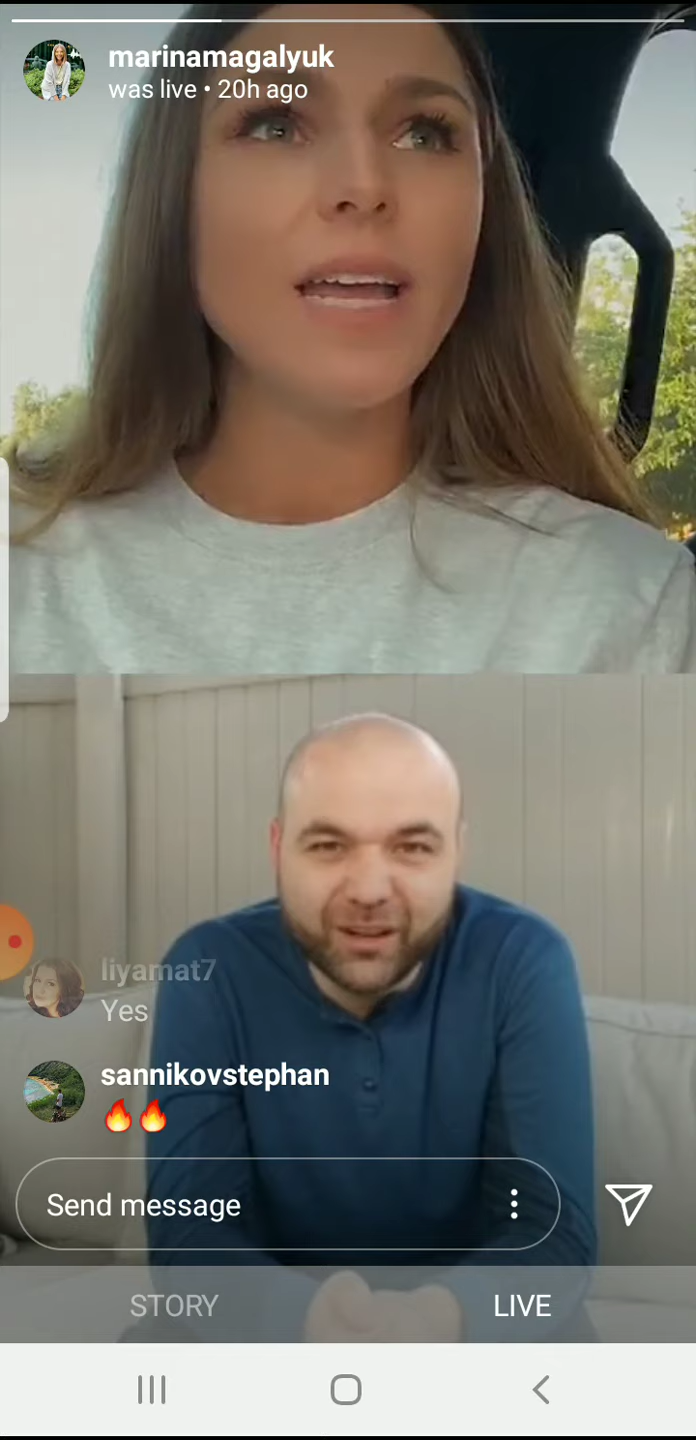 marinamagalyuk
was live • 20h ago
liyamat7
Yes
sannikovstephan
🔥🔥
Send message
STORY
LIVE